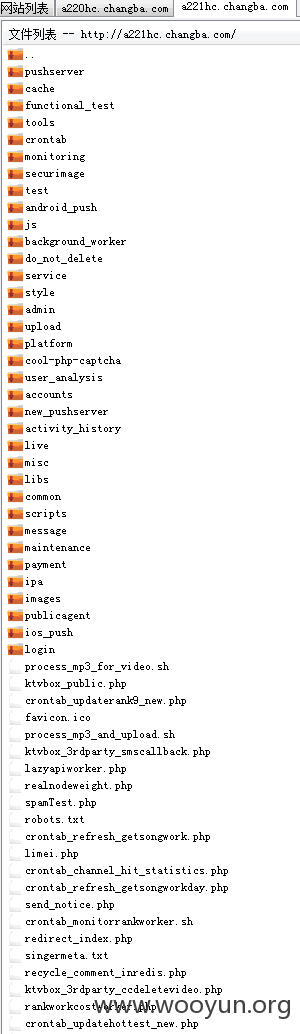 网站列表 a220hc.changba.com a221hc.changba.com
文件列表 -- http://a221hc.changba.com/
..
pushserver
cache
functional_test
tools
crontab
monitoring
securimage
test
android_push
js
background_worker
do_not_delete
service
style
admin
upload
platform
cool-php-captcha
user_analysis
accounts
new_pushserver
activity_history
live
misc
libs
common
scripts
message
maintenance
payment
ipa
images
publicagent
ios_push
login
process_mp3_for_video.sh
ktvbox_public.php
crontab_updaterank9_new.php
favicon.ico
process_mp3_and_upload.sh
ktvbox_3rdparty_smscallback.php
lazyapiworker.php
realnodeweight.php
spamTest.php
robots.txt
crontab_refresh_getsongwork.php
limei.php
crontab_channel_hit_statistics.php
crontab_refresh_getsongworkday.php
send_notice.php
crontab_monitorrankworker.sh
redirect_index.php
singermeta.txt
recycle_comment_inredis.php
ktvbox_3rdparty_ccdeletevideo.php
rankworkcostworker.php
crontab_updatehottest_new.php
www.wooyun.org